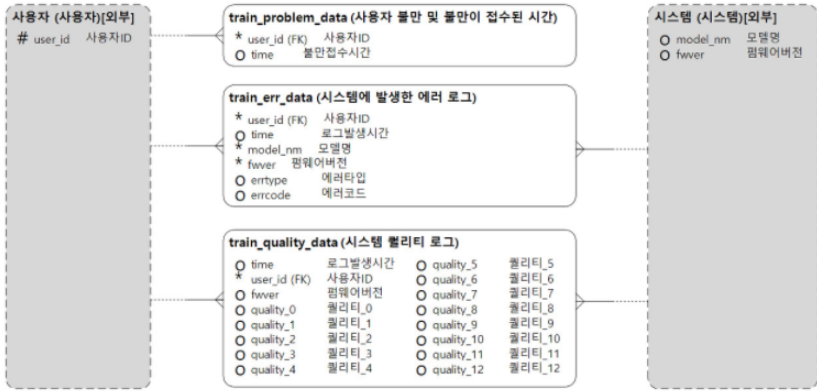 사용자 (사용자)[외부]
# user_id 사용자ID
train_problem_data (사용자 불만 및 불만이 접수된 시간)
* user_id (FK) 사용자ID
O time 불만접수시간
train_err_data (시스템에 발생한 에러 로그)
* user_id (FK) 사용자ID
O time 로그발생시간
* model_nm 모델명
* fwver 펌웨어버전
O errtype 에러타입
O errcode 에러코드
train_quality_data (시스템 퀄리티 로그)
O time 로그발생시간
* user_id (FK) 사용자ID
O fwver 펌웨어버전
O quality_0 퀄리티_0
O quality_1 퀄리티_1
O quality_2 퀄리티_2
O quality_3 퀄리티_3
O quality_4 퀄리티_4
O quality_5 퀄리티_5
O quality_6 퀄리티_6
O quality_7 퀄리티_7
O quality_8 퀄리티_8
O quality_9 퀄리티_9
O quality_10 퀄리티_10
O quality_11 퀄리티_11
O quality_12 퀄리티_12
시스템 (시스템)[외부]
O model_nm 모델명
O fwver 펌웨어버전